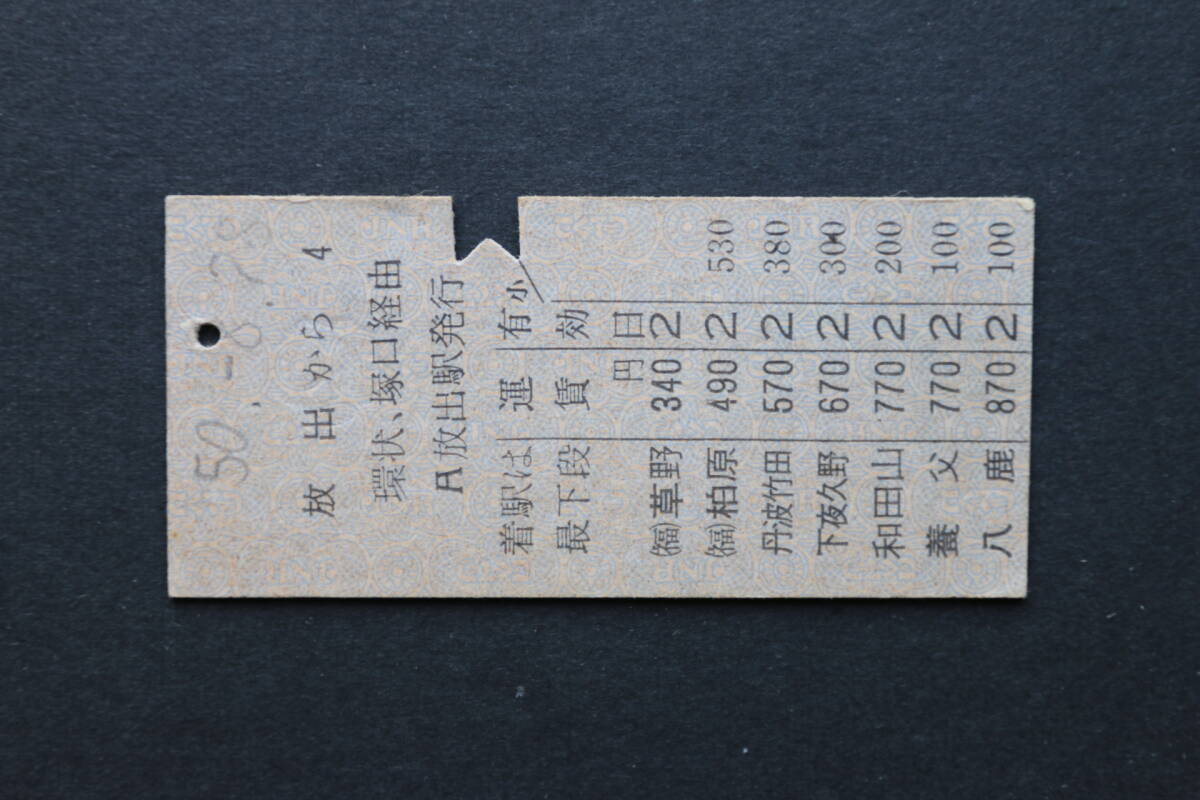 50.-8.28
放出から 4
環状、塚口経由
A放出駅発行
着駅は 運 有 小
最下段 賃 効
円 日
(福)草野 340 2
(福)柏原 490 2 530
丹波竹田 570 2 380
下夜久野 670 2 300
和田山 770 2 200
養父 770 2 100
八鹿 870 2 100